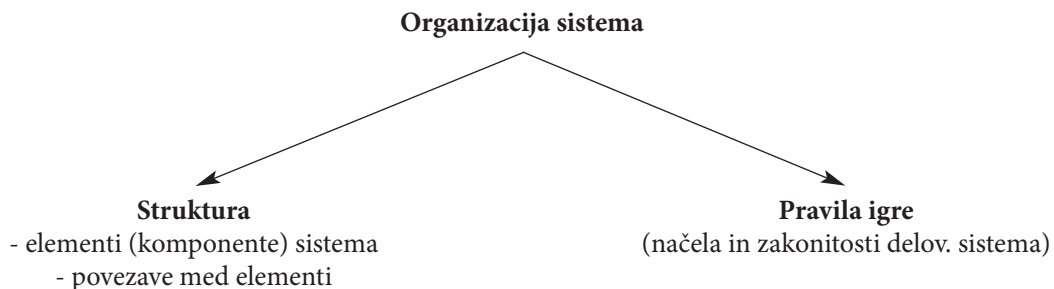 Organizacija sistema
Struktura
- elementi (komponente) sistema
- povezave med elementi
Pravila igre
(načela in zakonitosti delov. sistema)